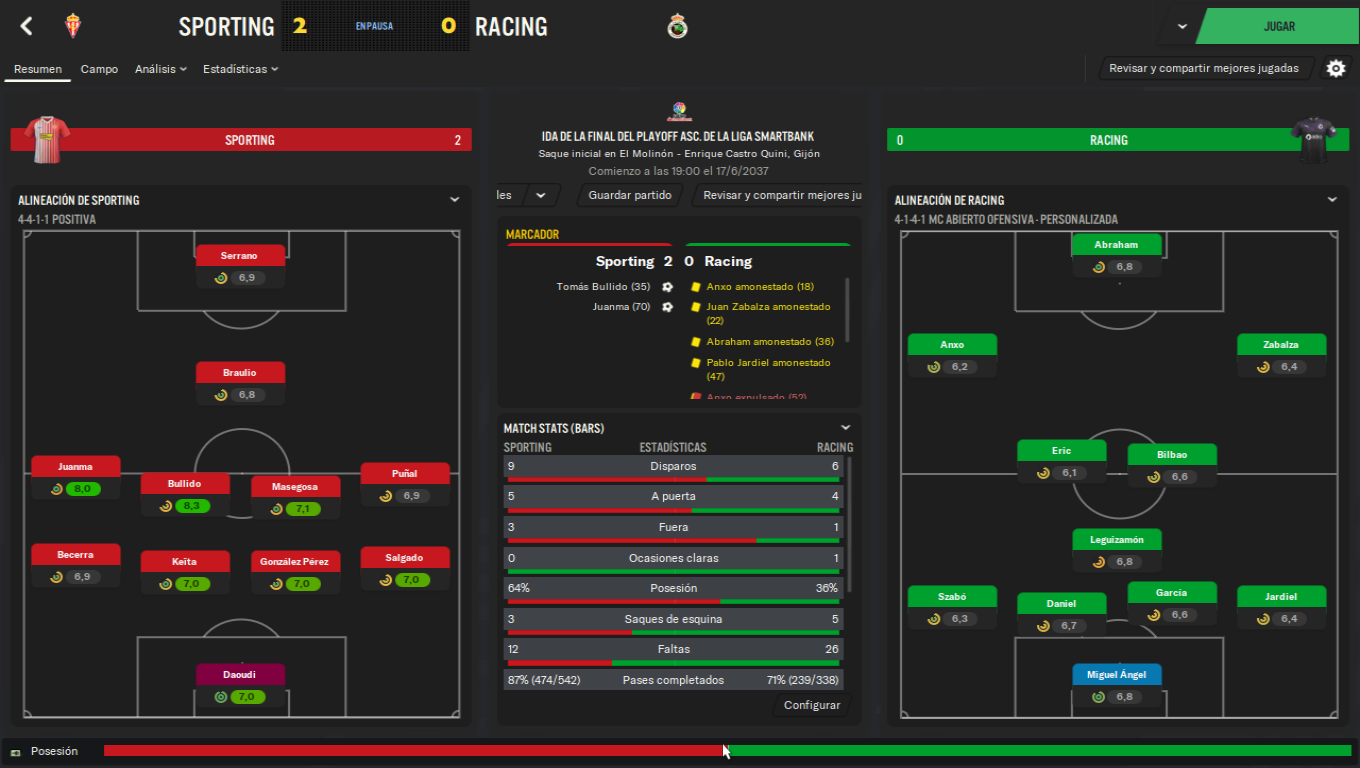 SPORTING 2 EN PAUSA 0 RACING
JUGAR
Resumen Campo Análisis Estadísticas
Revisar y compartir mejores jugadas
SPORTING 2
IDA DE LA FINAL DEL PLAYOFF ASC. DE LA LIGA SMARTBANK
Saque inicial en El Molinón - Enrique Castro Quini, Gijón
Comienzo a las 19:00 el 17/6/2037
les Guardar partido Revisar y compartir mejores ju
0 RACING
ALINEACIÓN DE SPORTING
4-4-1-1 POSITIVA
Serrano
6,9
Braulio
6,8
Juanma
8,0
Bullido
8,3
Masegosa
7,1
Puñal
6,9
Becerra
6,9
Keïta
7,0
González Pérez
7,0
Salgado
7,0
Daoudi
7,0
MARCADOR
Sporting 2 0 Racing
Tomás Bullido (35)
Juanma (70)
Anxo amonestado (18)
Juan Zabalza amonestado
(22)
Abraham amonestado (36)
Pablo Jardiel amonestado
(47)
Anxo expulsado (52)
MATCH STATS (BARS)
SPORTING ESTADÍSTICAS RACING
9 Disparos 6
5 A puerta 4
3 Fuera 1
0 Ocasiones claras 1
64% Posesión 36%
3 Saques de esquina 5
12 Faltas 26
87% (474/542) Pases completados 71% (239/338)
Configurar
ALINEACIÓN DE RACING
4-1-4-1 MC ABIERTO OFENSIVA - PERSONALIZADA
Abraham
6,8
Anxo
6,2
Zabalza
6,4
Eric
6,1
Bilbao
6,6
Leguizamón
6,8
Szabó
6,3
Daniel
6,7
García
6,6
Jardiel
6,4
Miguel Ángel
6,8
Posesión